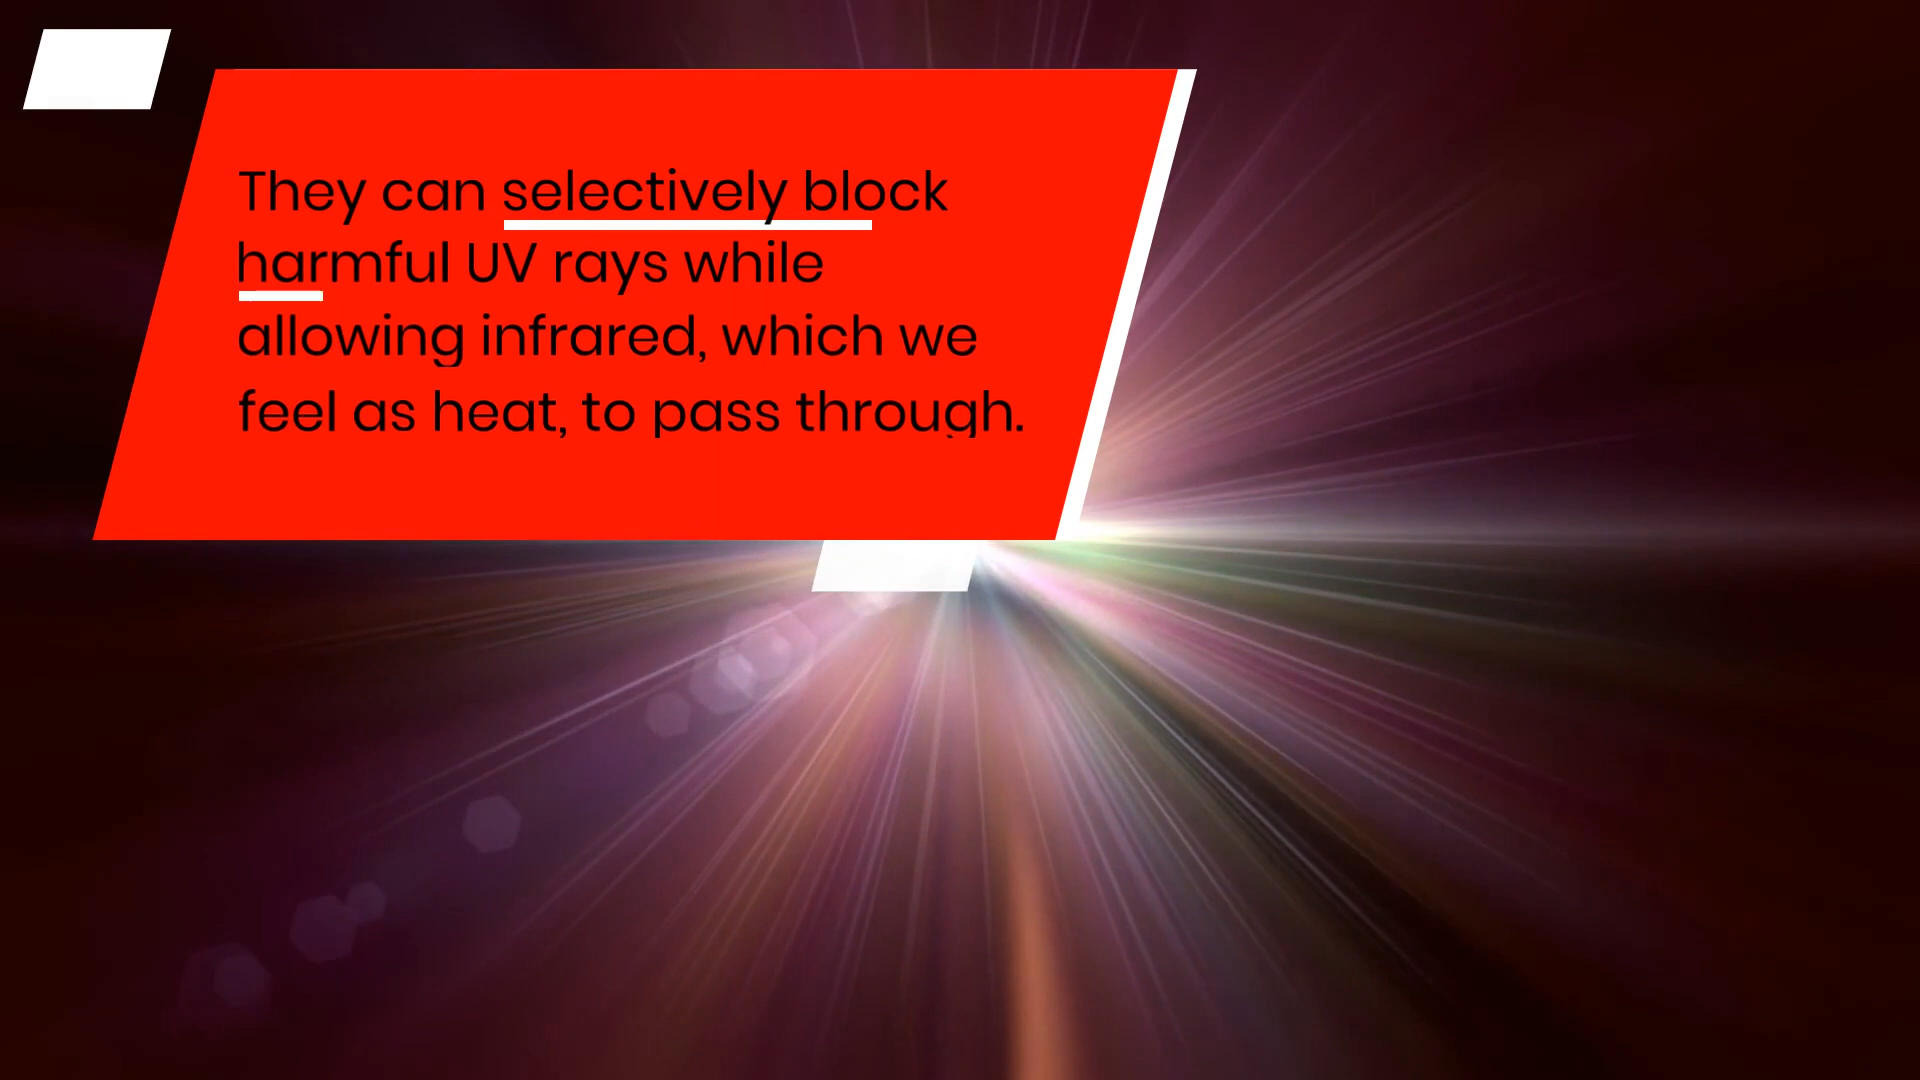 They can selectively block
harmful UV rays while
allowing infrared, which we
feel as heat, to pass through.